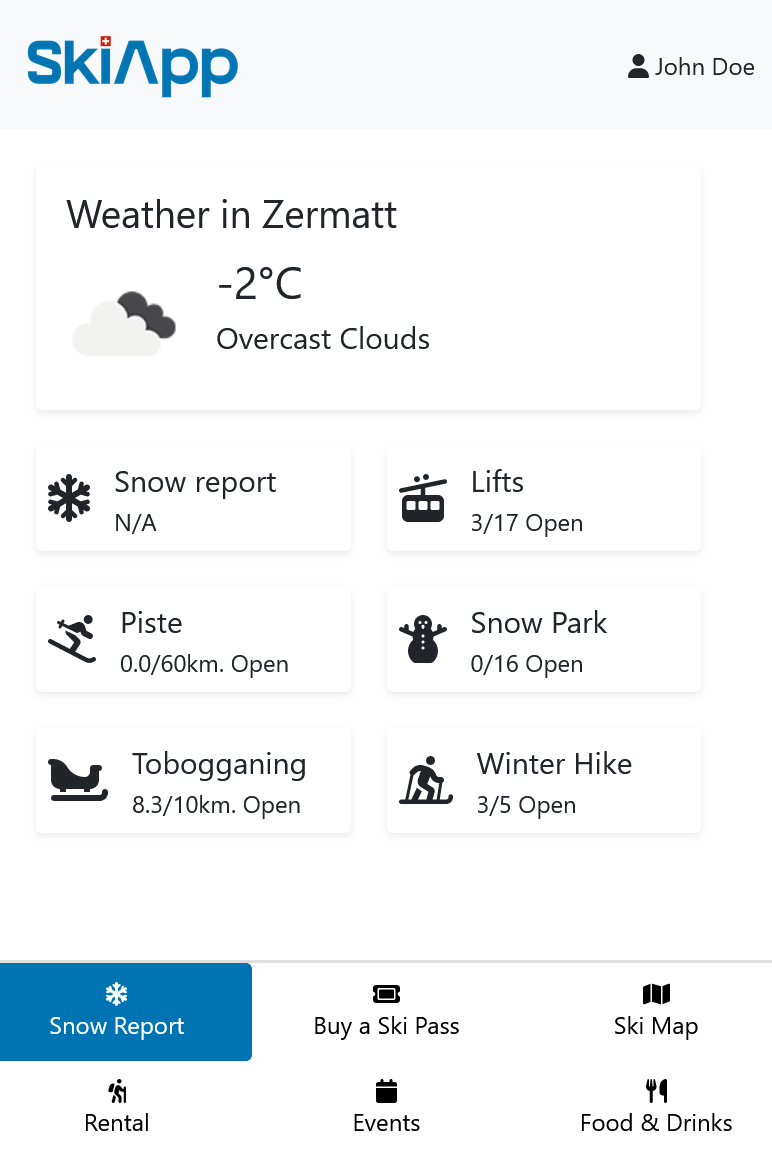 SkiApp
John Doe
Weather in Zermatt
-2°C
Overcast Clouds
Snow report
N/A
Lifts
3/17 Open
Piste
0.0/60km. Open
Snow Park
0/16 Open
Tobogganing
8.3/10km. Open
Winter Hike
3/5 Open
Snow Report
Buy a Ski Pass
Ski Map
Rental
Events
Food & Drinks